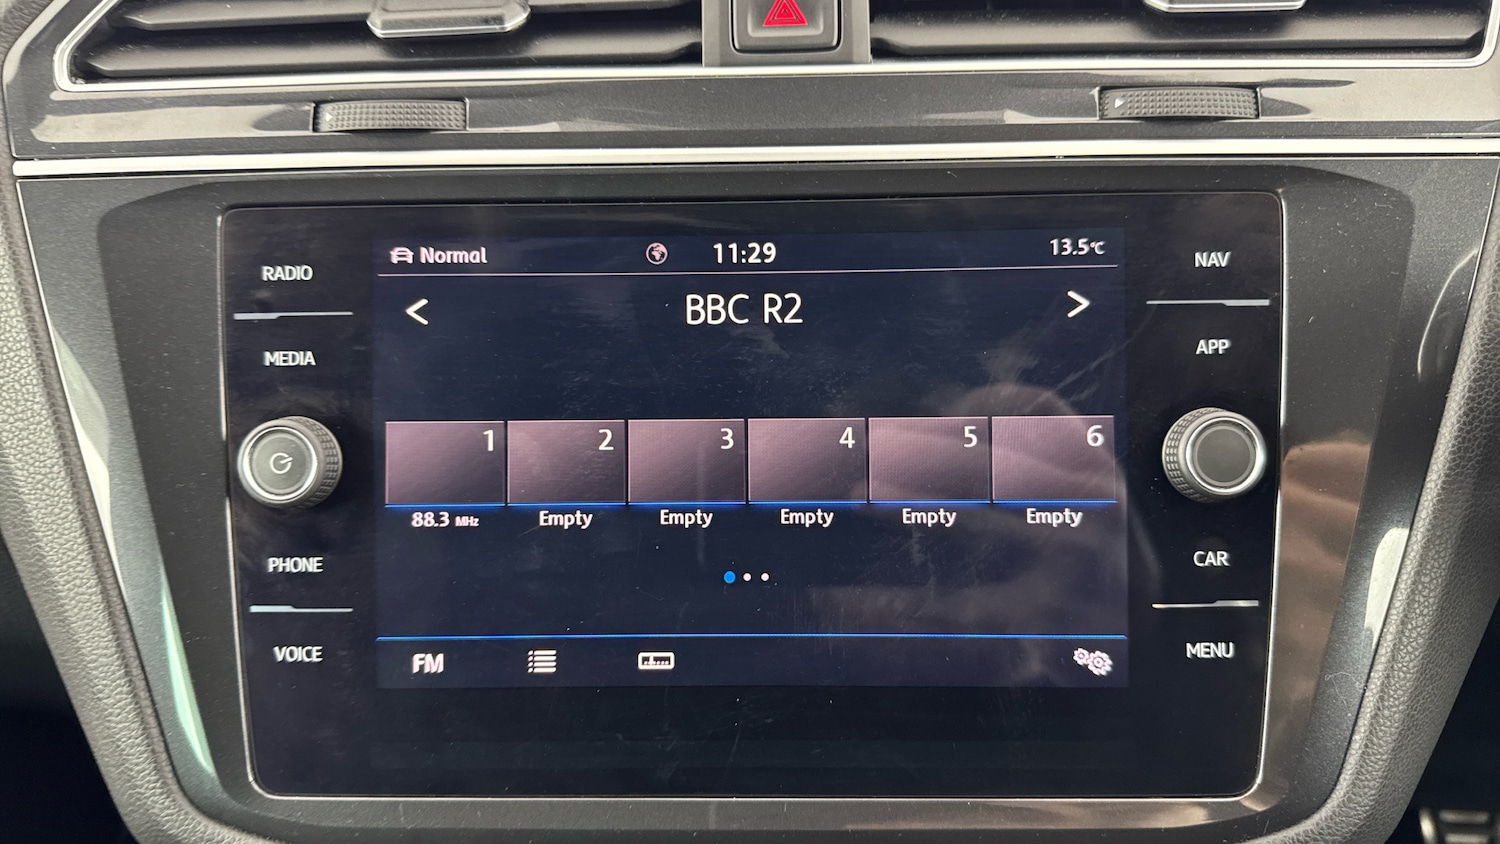 Normal 11:29 13.5°C
RADIO
NAV
BBC R2
MEDIA
APP
1 2 3 4 5 6
88.3 MHz Empty Empty Empty Empty Empty
PHONE
CAR
VOICE
MENU
FM